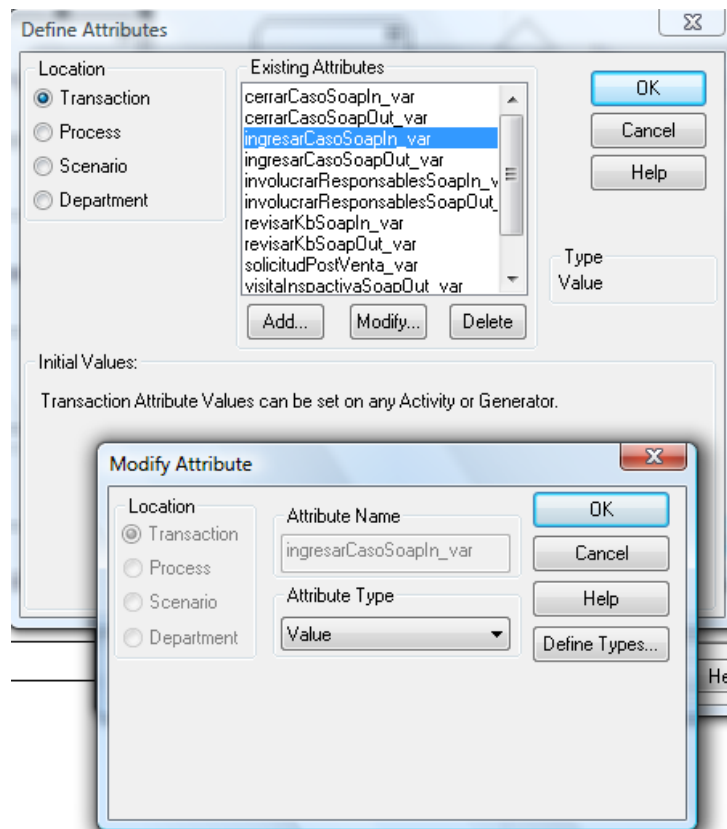 Define Attributes
Location
Transaction
Process
Scenario
Department
Existing Attributes
cerrarCasoSoapIn_var
cerrarCasoSoapOut_var
ingresarCasoSoapIn_var
ingresarCasoSoapOut_var
involucrarResponsablesSoapIn_v
involucrarResponsablesSoapOut_
revisarKbSoapIn_var
revisarKbSoapOut_var
solicitudPostVenta_var
visitaInspactivaSoapOut_var
Add...
Modify...
Delete
OK
Cancel
Help
Type
Value
Initial Values:
Transaction Attribute Values can be set on any Activity or Generator.
Modify Attribute
Location
Transaction
Process
Scenario
Department
Attribute Name
ingresarCasoSoapIn_var
Attribute Type
Value
OK
Cancel
Help
Define Types...
He